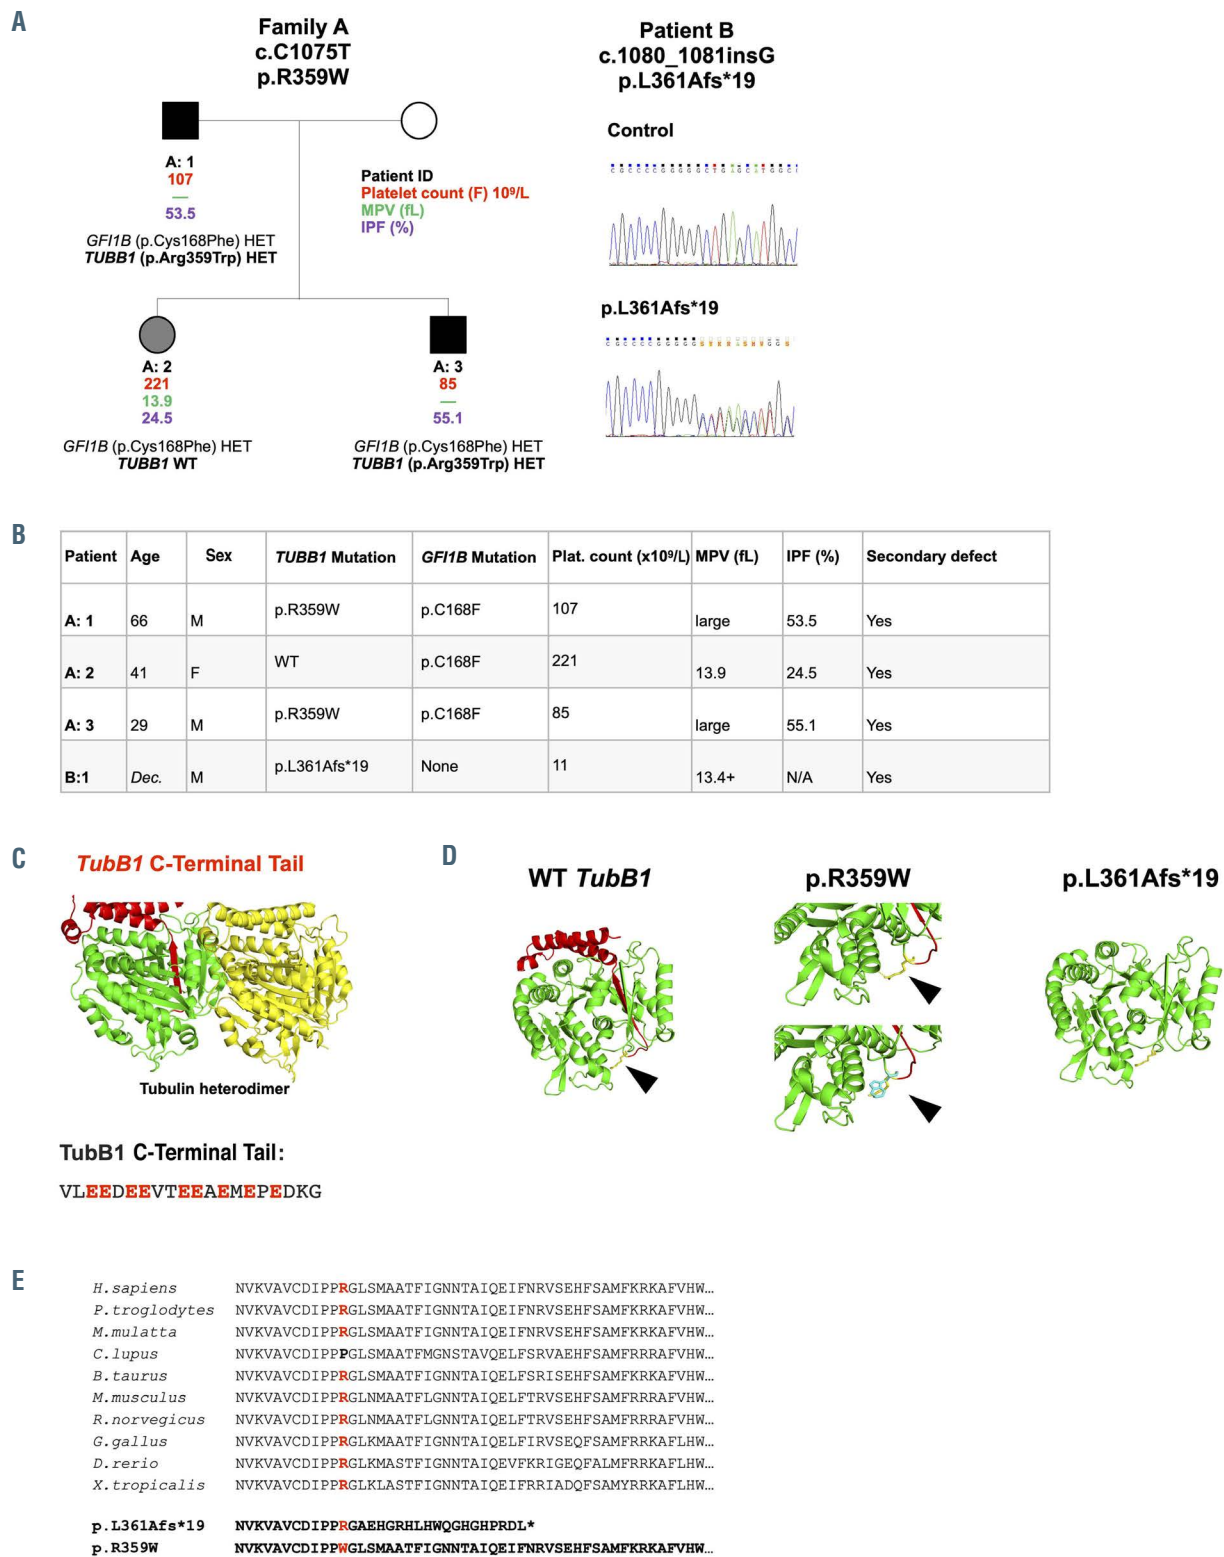 A
Family A
c.C1075T
p.R359W
Patient B
c.1080_1081insG
p.L361Afs*19
Control
A: 1
107
—
53.5
GFI1B (p.Cys168Phe) HET
TUBB1 (p.Arg359Trp) HET
Patient ID
Platelet count (F) 10⁹/L
MPV (fL)
IPF (%)
C G C C C C G G G G G C T G A G C A T G G C
p.L361Afs*19
A: 2
221
13.9
24.5
GFI1B (p.Cys168Phe) HET
TUBB1 WT
A: 3
85
—
55.1
GFI1B (p.Cys168Phe) HET
TUBB1 (p.Arg359Trp) HET
B
Patient Age Sex TUBB1 Mutation GFI1B Mutation Plat. count (x10⁹/L) MPV (fL) IPF (%) Secondary defect
A: 1 66 M p.R359W p.C168F 107 large 53.5 Yes
A: 2 41 F WT p.C168F 221 13.9 24.5 Yes
A: 3 29 M p.R359W p.C168F 85 large 55.1 Yes
B:1 Dec. M p.L361Afs*19 None 11 13.4+ N/A Yes
C
TubB1 C-Terminal Tail
Tubulin heterodimer
TubB1 C-Terminal Tail:
VLEEDEEVTEEAEMEPEDKG
D
WT TubB1
p.R359W
p.L361Afs*19
E
H.sapiens NVKVAVCDIPPRGLSMAATFIGNNTAIQEIFNRVSEHFSAMFKRKAFVHW…
P.troglodytes NVKVAVCDIPPRGLSMAATFIGNNTAIQEIFNRVSEHFSAMFKRKAFVHW…
M.mulatta NVKVAVCDIPPRGLSMAATFIGNNTAIQEIFNRVSEHFSAMFKRKAFVHW…
C.lupus NVKVAVCDIPPPGLSMAATFMGNSTAVQELFSRVAEHFSAMFRRRAFVHW…
B.taurus NVKVAVCDIPPRGLSMAATFIGNNTAIQELFSRISEHFSAMFKRKAFVHW…
M.musculus NVKVAVCDIPPRGLNMAATFLGNNTAIQELFTRVSEHFSAMFRRRAFVHW…
R.norvegicus NVKVAVCDIPPRGLNMAATFLGNNTAIQELFTRVSEHFSAMFRRRAFVHW…
G.gallus NVKVAVCDIPPRGLKMAATFIGNNTAIQELFIRVSEQFSAMFRRKAFLHW…
D.rerio NVKVAVCDIPPRGLKMASTFIGNNTAIQEVFKRIGEQFALMFRRKAFLHW…
X.tropicalis NVKVAVCDIPPRGLKLASTFIGNNTAIQEIFRRIADQFSAMYRRKAFLHW…
p.L361Afs*19 NVKVAVCDIPPRGAEHGRHLHWQGHGHPRDL*
p.R359W NVKVAVCDIPPWGLSMAATFIGNNTAIQEIFNRVSEHFSAMFKRKAFVHW…